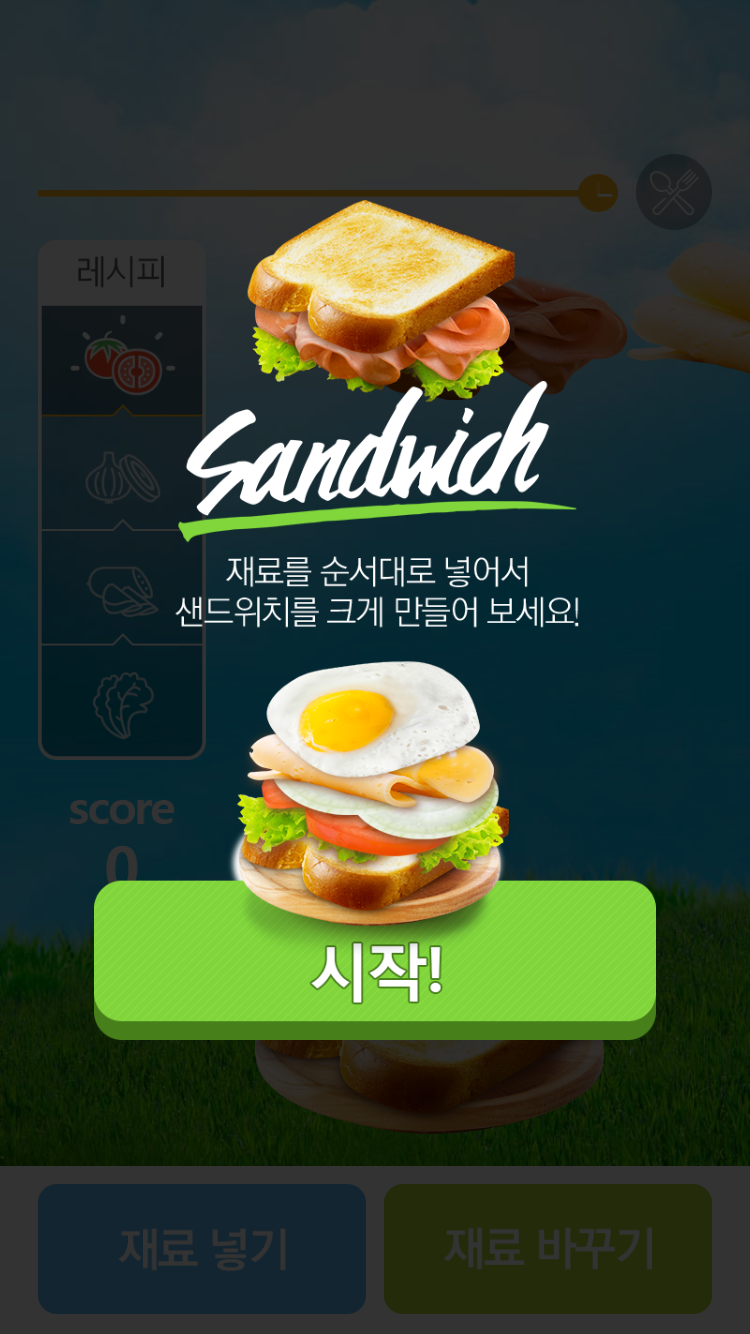 레시피
Sandwich
재료를 순서대로 넣어서
샌드위치를 크게 만들어 보세요!
score
0
시작!
재료 넣기
재료 바꾸기